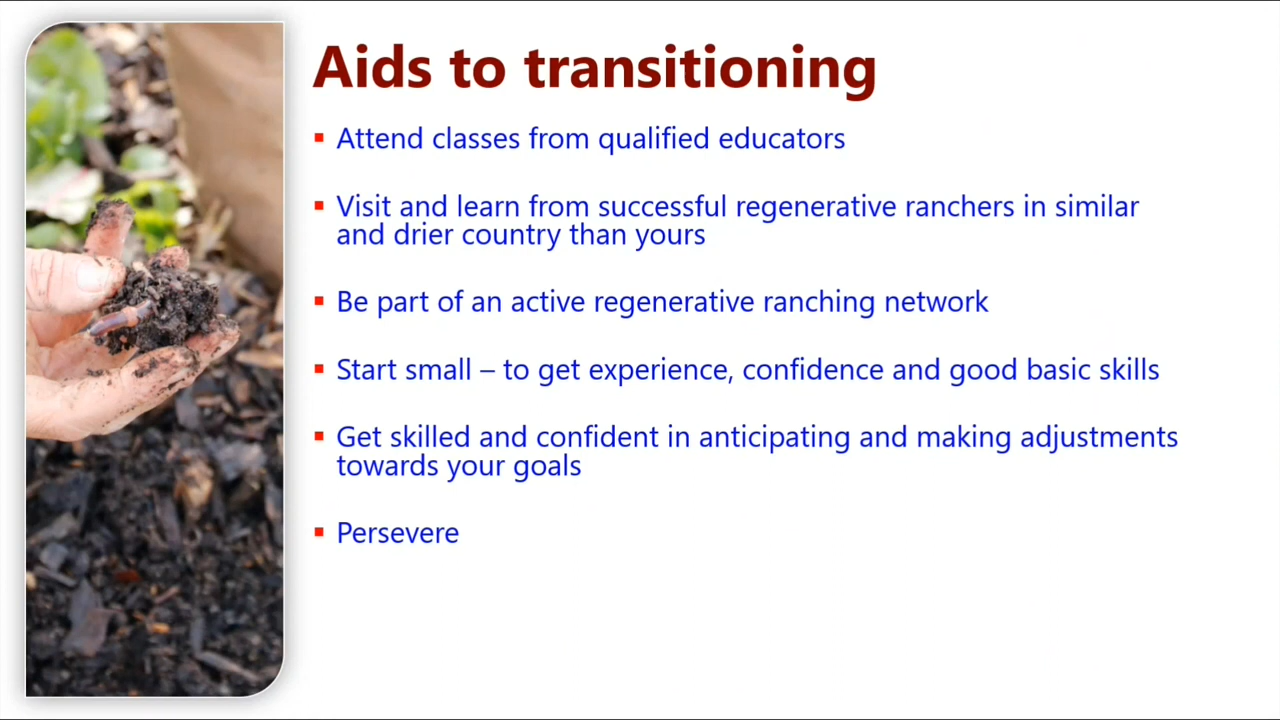 Aids to transitioning
▪ Attend classes from qualified educators
▪ Visit and learn from successful regenerative ranchers in similar
and drier country than yours
▪ Be part of an active regenerative ranching network
▪ Start small – to get experience, confidence and good basic skills
▪ Get skilled and confident in anticipating and making adjustments
towards your goals
▪ Persevere